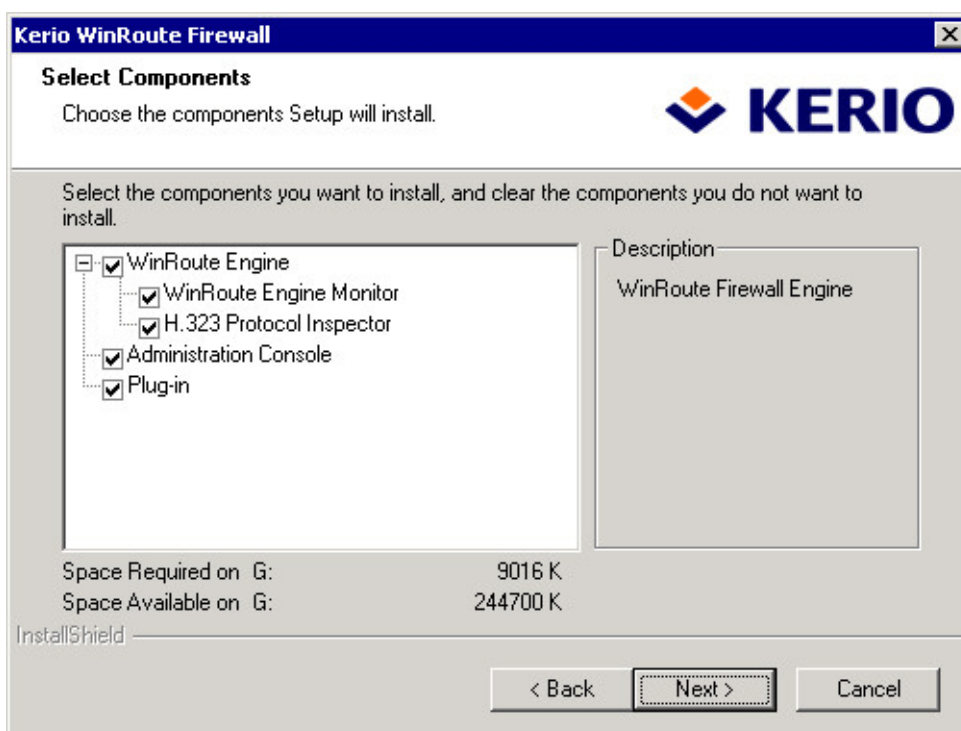 Kerio WinRoute Firewall
Select Components
Choose the components Setup will install.
KERIO
Select the components you want to install, and clear the components you do not want to
install.
WinRoute Engine
WinRoute Engine Monitor
H.323 Protocol Inspector
Administration Console
Plug-in
Description
WinRoute Firewall Engine
Space Required on G: 9016 K
Space Available on G: 244700 K
InstallShield
< Back Next > Cancel